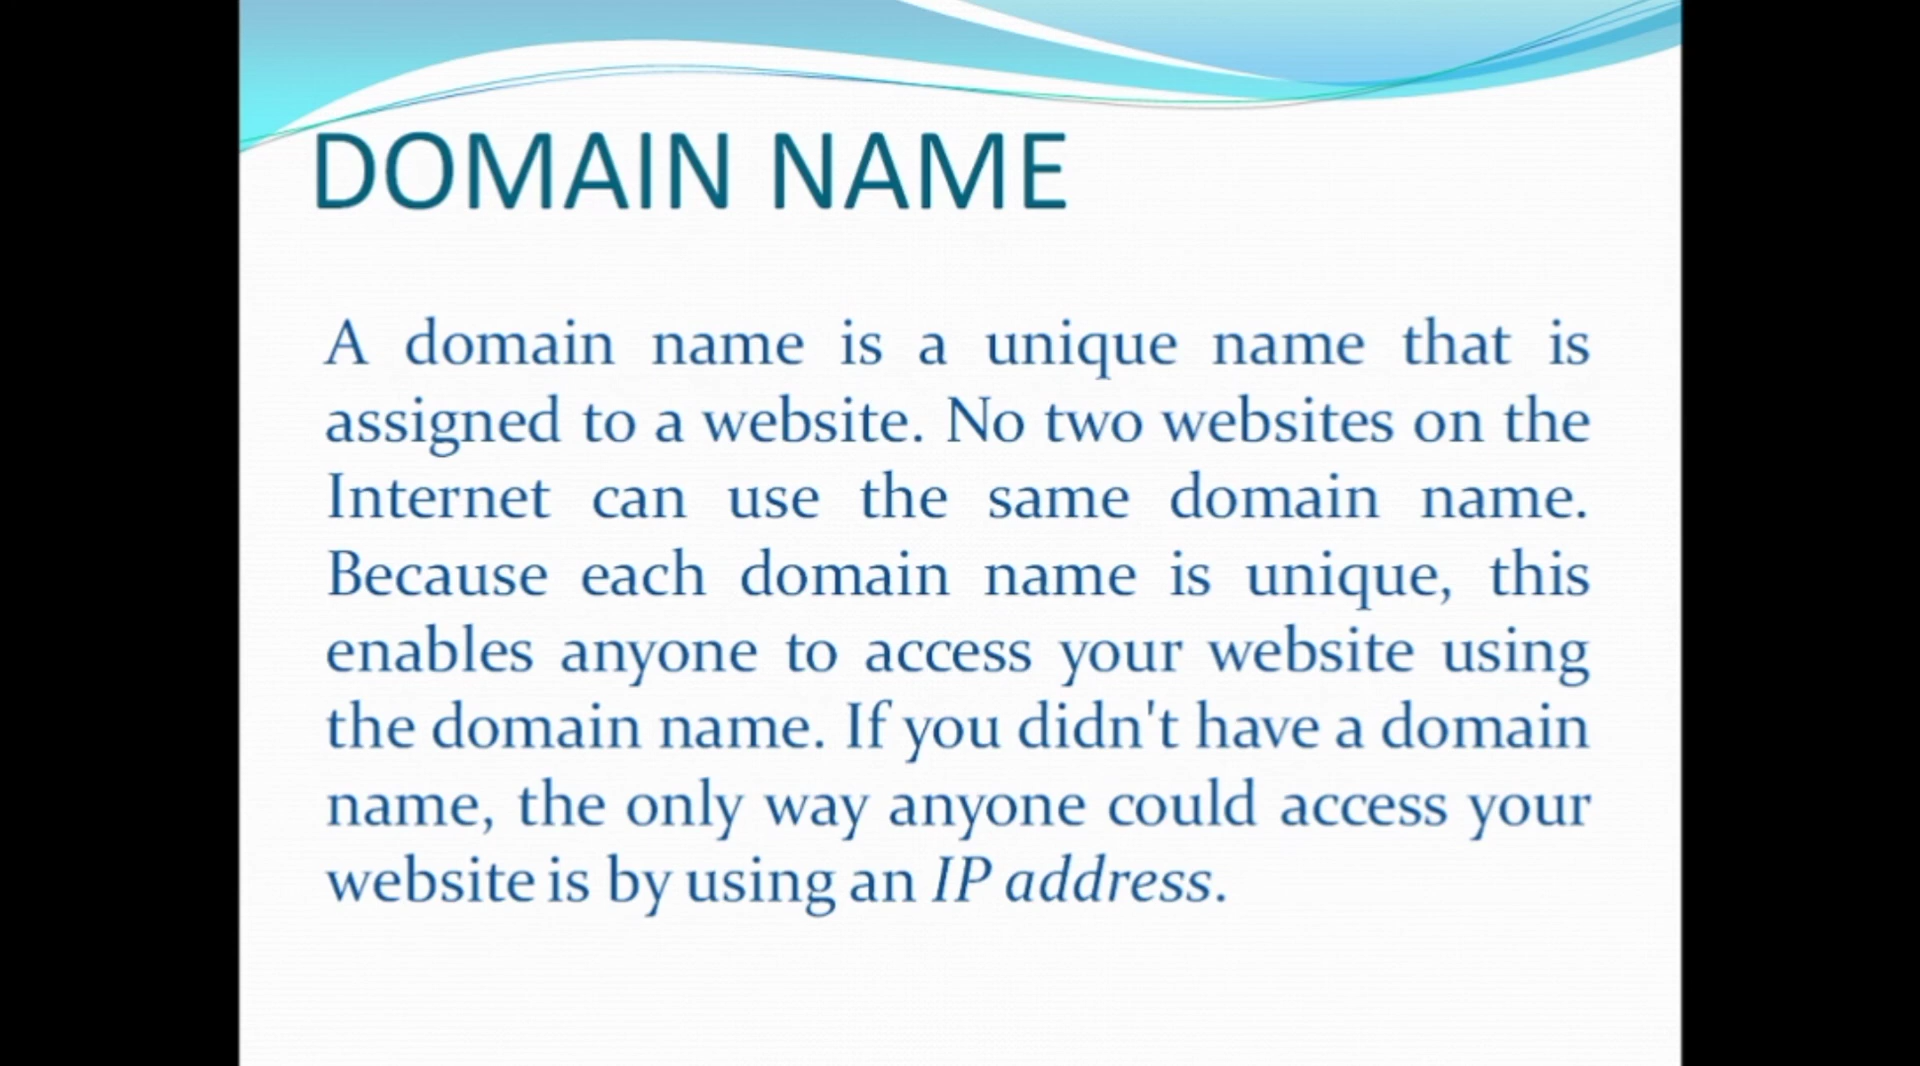 DOMAIN NAME
A domain name is a unique name that is
assigned to a website. No two websites on the
Internet can use the same domain name.
Because each domain name is unique, this
enables anyone to access your website using
the domain name. If you didn't have a domain
name, the only way anyone could access your
website is by using an IP address.